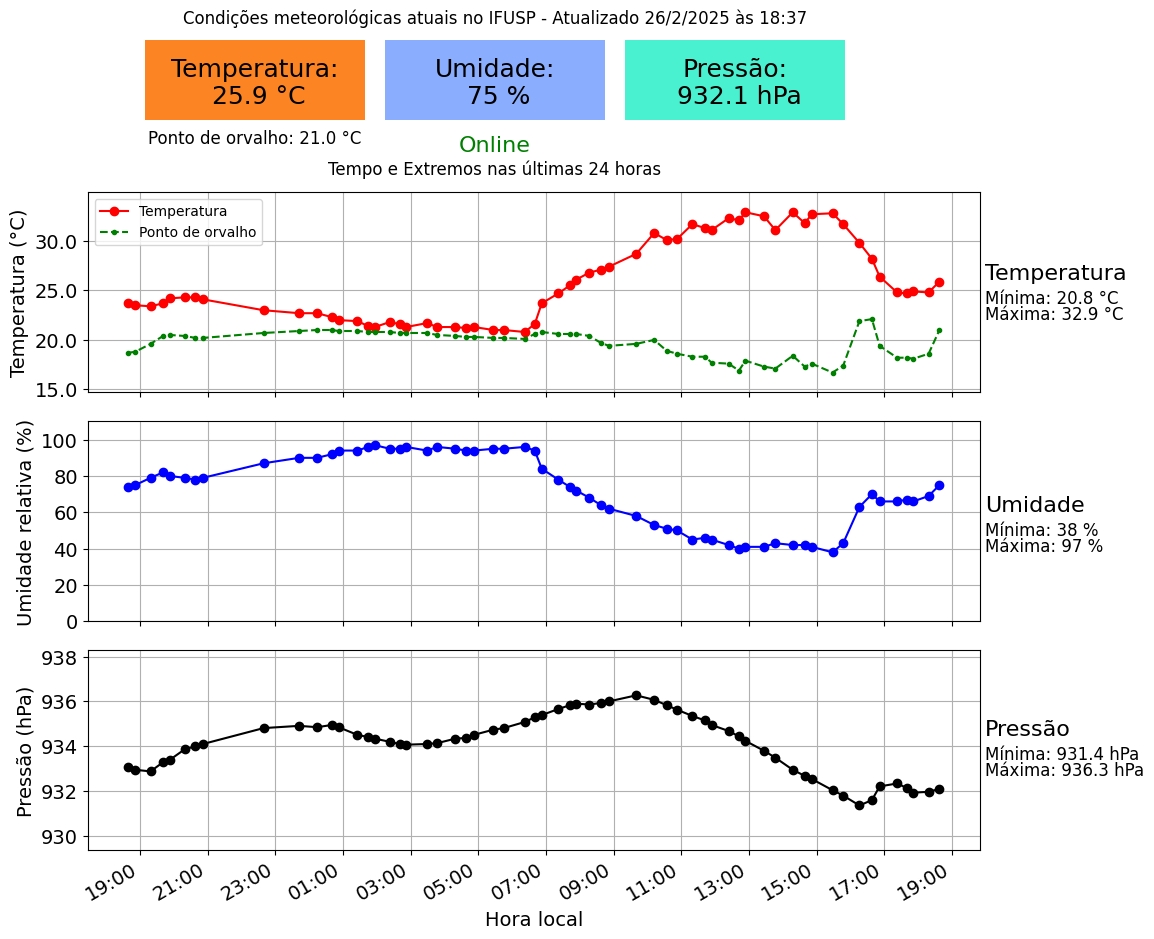 Condições meteorológicas atuais no IFUSP - Atualizado 26/2/2025 às 18:37
Temperatura:
25.9 °C
Umidade:
75 %
Pressão:
932.1 hPa
Ponto de orvalho: 21.0 °C
Online
Tempo e Extremos nas últimas 24 horas
Temperatura (°C)
30.0
25.0
20.0
15.0
Temperatura
Ponto de orvalho
Temperatura
Mínima: 20.8 °C
Máxima: 32.9 °C
Umidade relativa (%)
100
80
60
40
20
0
Umidade
Mínima: 38 %
Máxima: 97 %
Pressão (hPa)
938
936
934
932
930
Pressão
Mínima: 931.4 hPa
Máxima: 936.3 hPa
19:00 21:00 23:00 01:00 03:00 05:00 07:00 09:00 11:00 13:00 15:00 17:00 19:00
Hora local